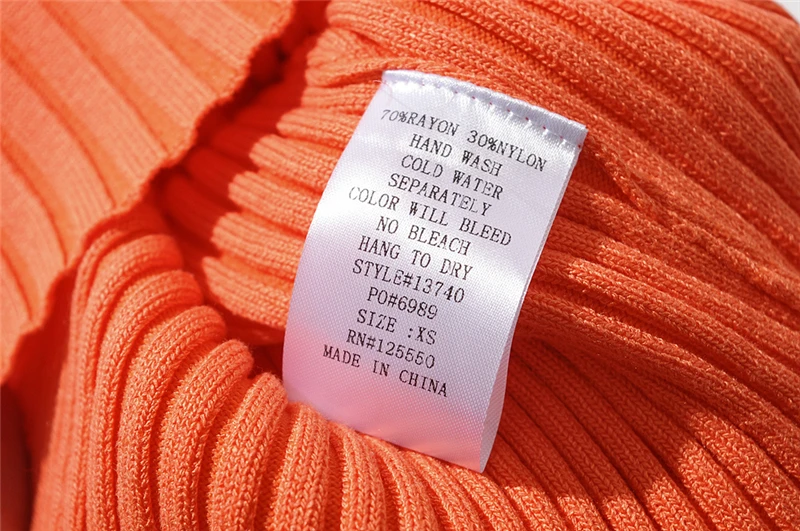 70%RAYON 30%NYLON
HAND WASH
COLD WATER
SEPARATELY
COLOR WILL BLEED
NO BLEACH
HANG TO DRY
STYLE#13740
PO#6989
SIZE :XS
RN#125550
MADE IN CHINA